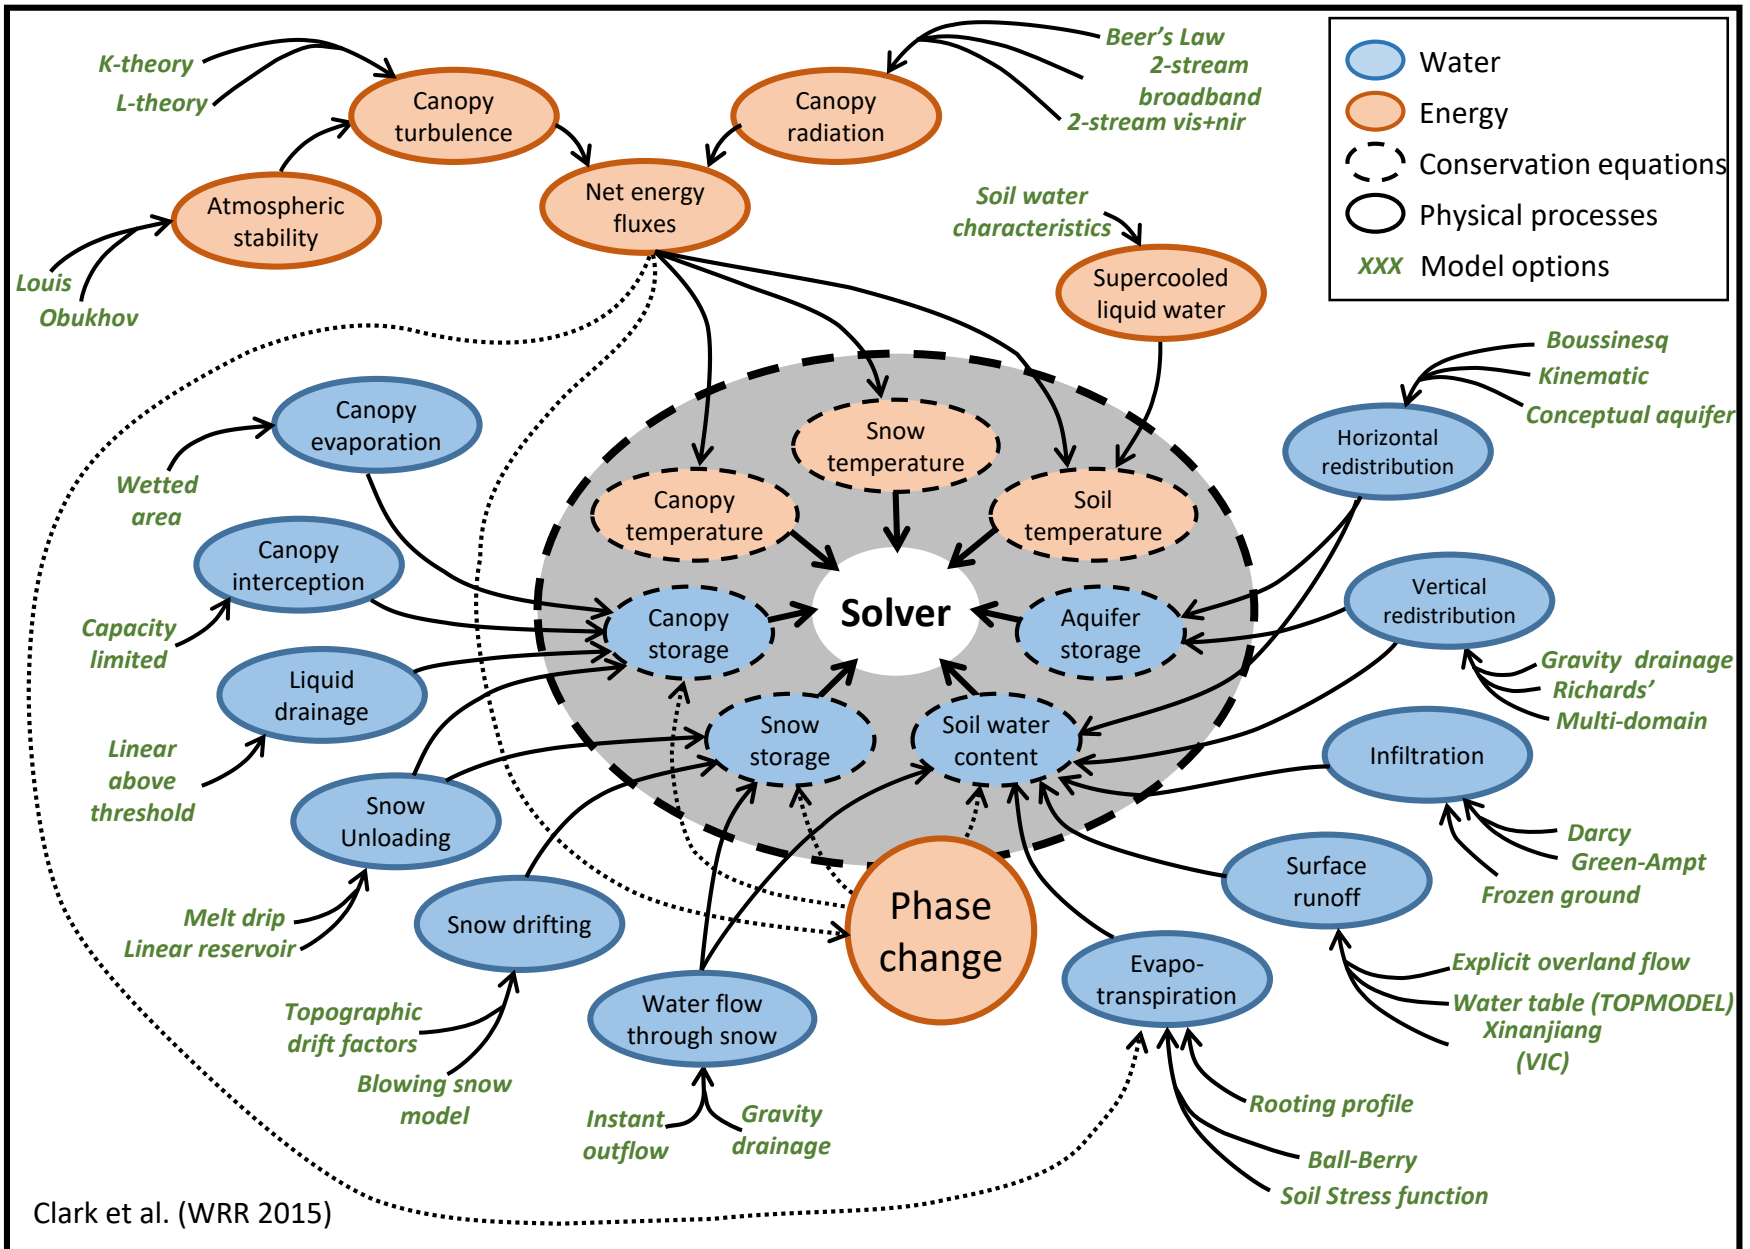 K-theory
L-theory
Canopy
turbulence
Canopy
radiation
Beer's Law
2-stream
broadband
2-stream vis+nir
Water
Energy
Conservation equations
Physical processes
XXX Model options
Atmospheric
stability
Net energy
fluxes
Soil water
characteristics
Supercooled
liquid water
Louis
Obukhov
Boussinesq
Kinematic
Conceptual aquifer
Canopy
evaporation
Snow
temperature
Horizontal
redistribution
Wetted
area
Canopy
temperature
Soil
temperature
Canopy
interception
Vertical
redistribution
Solver
Capacity
limited
Canopy
storage
Aquifer
storage
Gravity drainage
Richards'
Multi-domain
Liquid
drainage
Snow
storage
Soil water
content
Infiltration
Linear
above
threshold
Snow
Unloading
Darcy
Green-Ampt
Frozen ground
Surface
runoff
Melt drip
Linear reservoir
Snow drifting
Phase
change
Evapo-
transpiration
Explicit overland flow
Water table (TOPMODEL)
Xinanjiang
(VIC)
Topographic
drift factors
Water flow
through snow
Blowing snow
model
Instant
outflow
Gravity
drainage
Rooting profile
Ball-Berry
Soil Stress function
Clark et al. (WRR 2015)